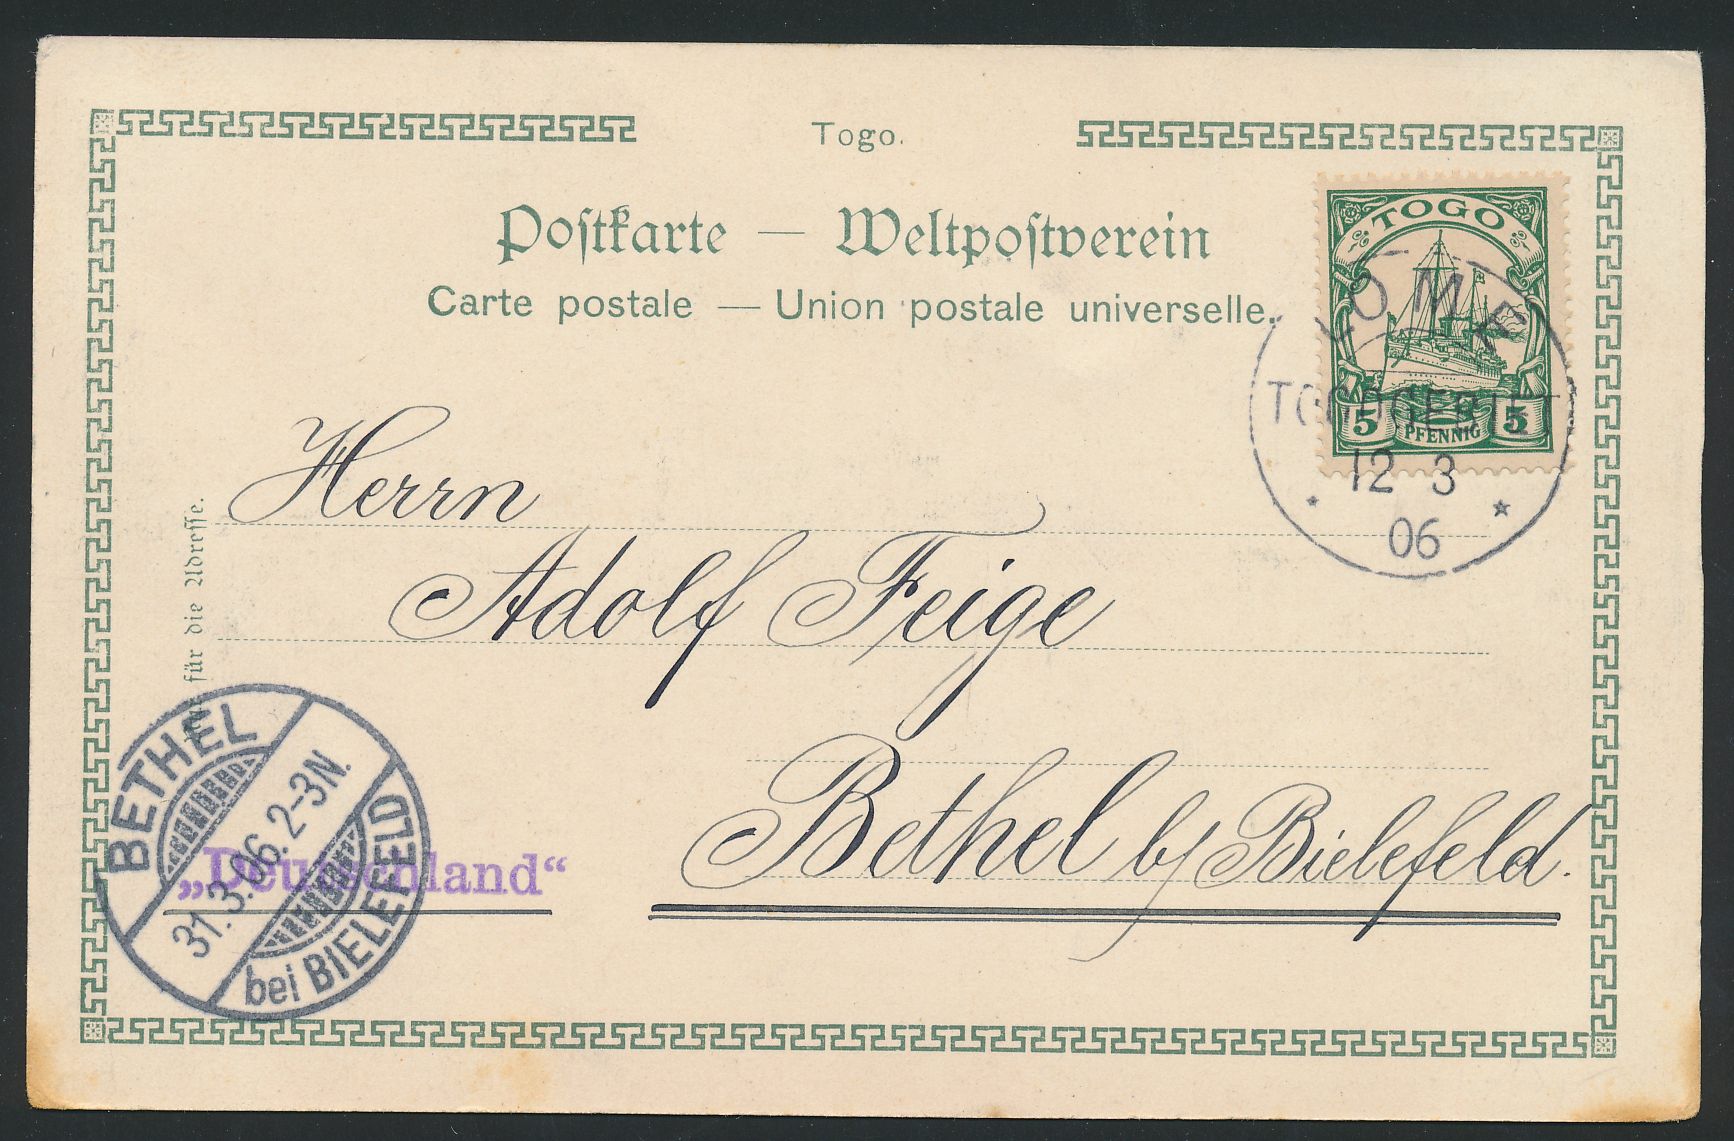 Togo.
Postkarte — Weltpostverein
Carte postale — Union postale universelle.
TOGO
5 PFENNIG 5
LOME
TOGOGEBIET
12 3
06
Herrn
Adolf Feige
Bethel b/ Bielefeld.
für die Adresse.
„Deutschland“
BETHEL
31.3.06.2-3N.
bei BIELEFELD